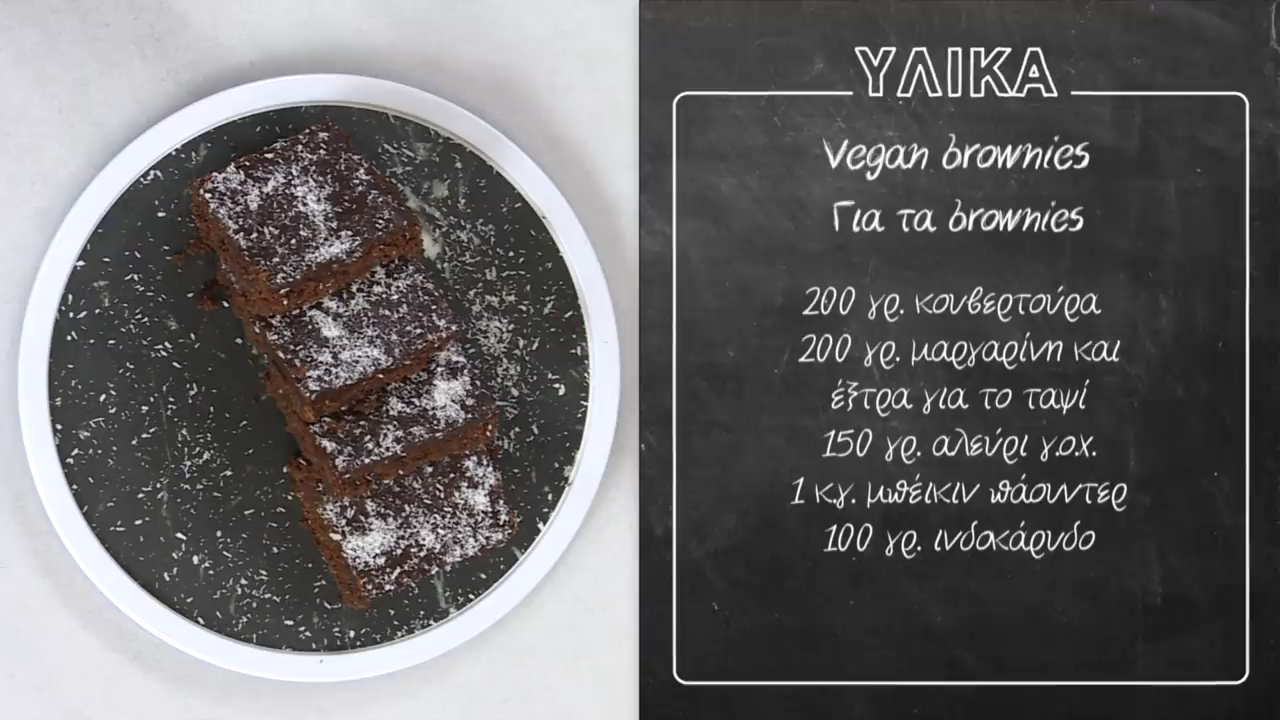 ΥΛΙΚΑ
Vegan brownies
Για τα brownies
200 γρ. κουβερτούρα
200 γρ. μαργαρίνη και
έξτρα για το ταψί
150 γρ. αλεύρι γ.ο.χ.
1 κ.γ. μπέικιν πάουντερ
100 γρ. ινδοκάρυδο